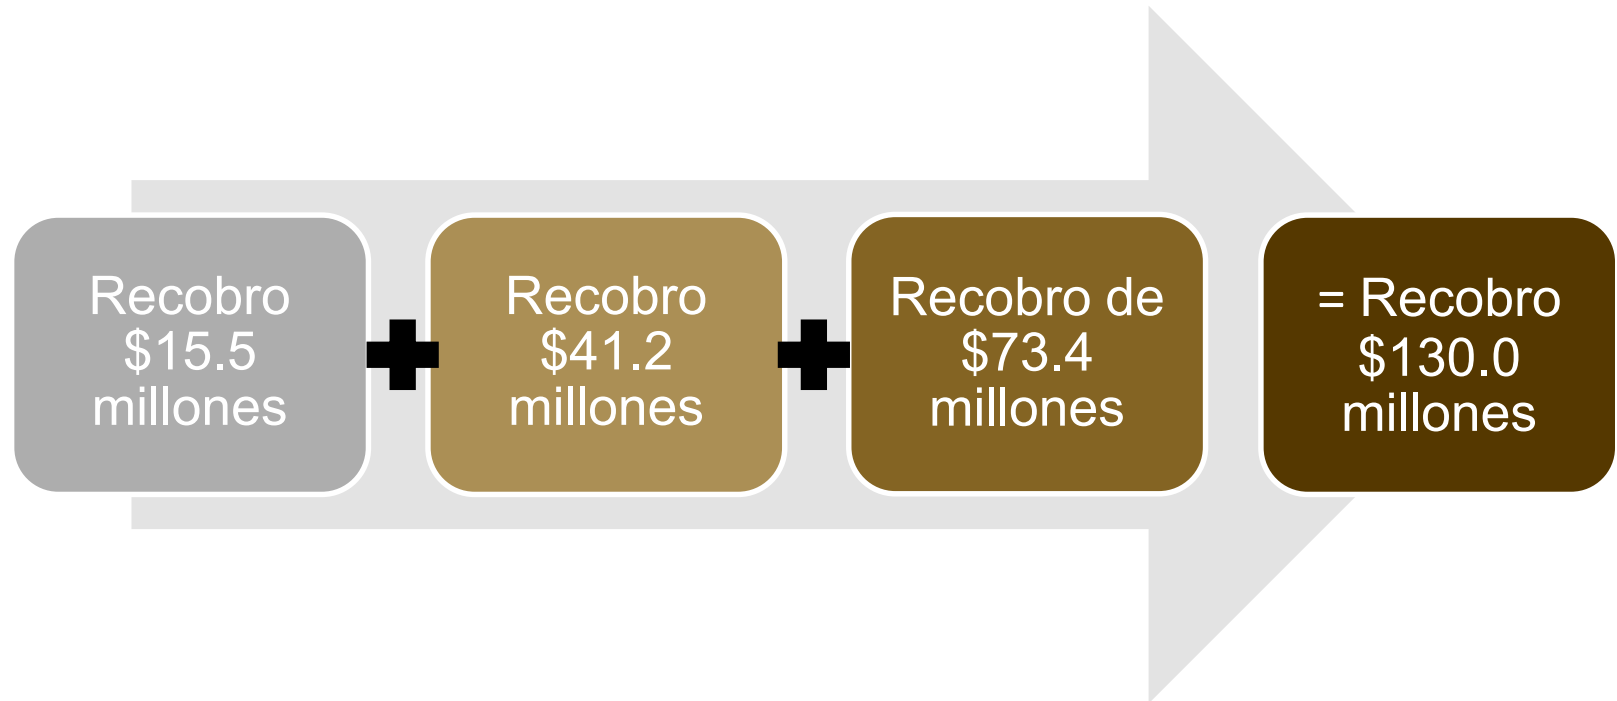 Recobro
$15.5
millones
Recobro
$41.2
millones
Recobro de
$73.4
millones
= Recobro
$130.0
millones